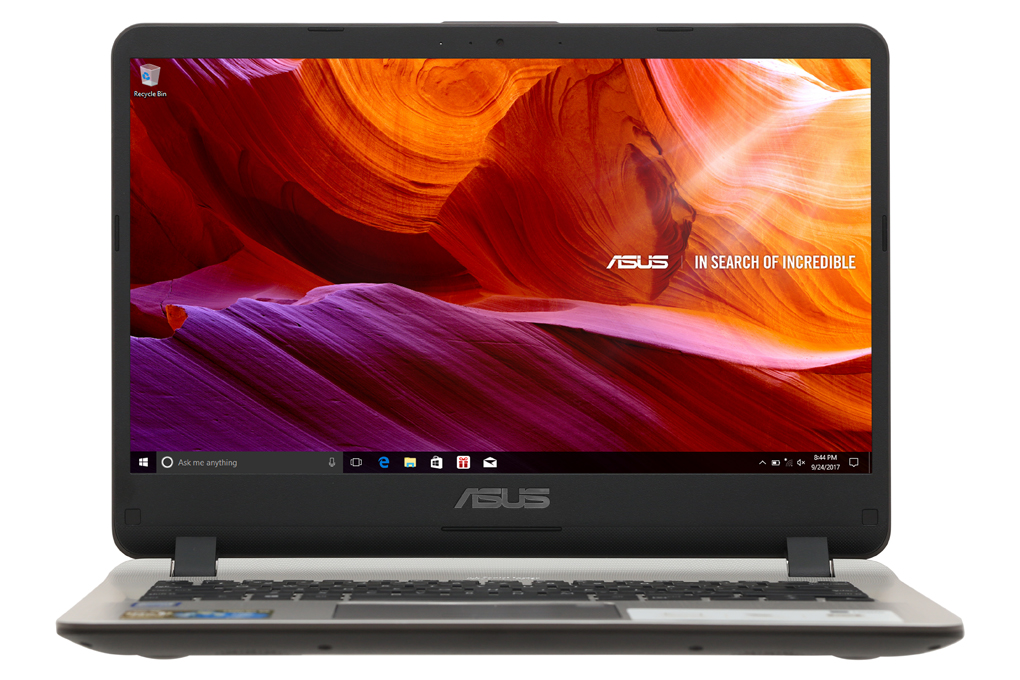 Recycle Bin
ASUS IN SEARCH OF INCREDIBLE
Ask me anything
8:44 PM
9/24/2017
ASUS